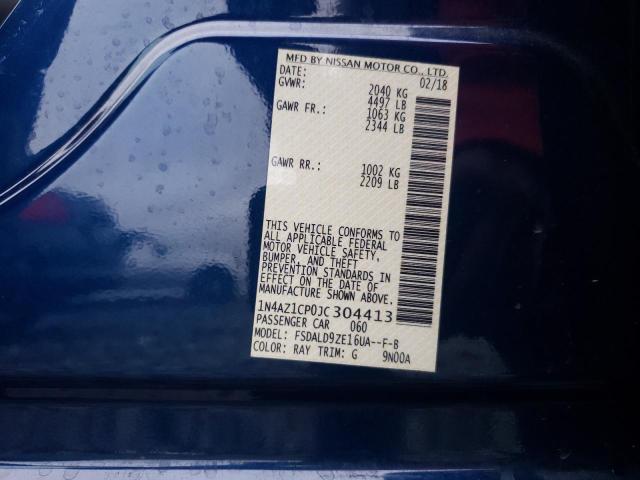 MFD BY NISSAN MOTOR CO., LTD.
DATE: 02/18
GVWR: 2040 KG
4497 LB
GAWR FR.: 1063 KG
2344 LB
GAWR RR.: 1002 KG
2209 LB
THIS VEHICLE CONFORMS TO
ALL APPLICABLE FEDERAL
MOTOR VEHICLE SAFETY,
BUMPER, AND THEFT
PREVENTION STANDARDS IN
EFFECT ON THE DATE OF
MANUFACTURE SHOWN ABOVE.
1N4AZ1CP0JC304413
PASSENGER CAR 060
MODEL: FSDALD9ZE16UA--F-B
COLOR: RAY TRIM: G 9N00A